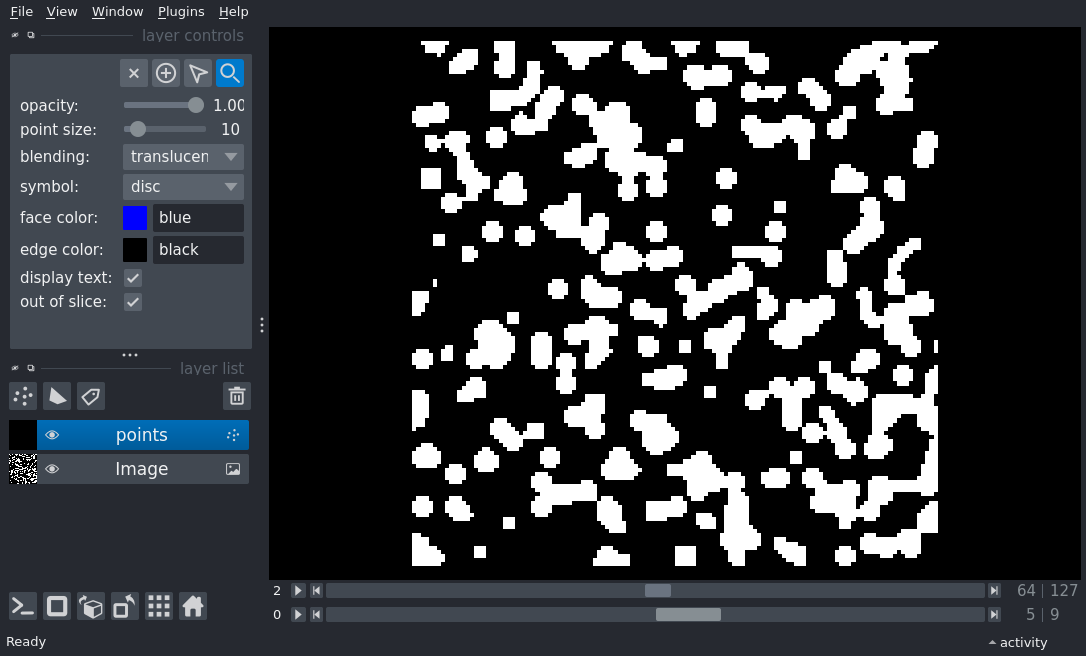 File View Window Plugins Help
layer controls
opacity: 1.00
point size: 10
blending: translucen
symbol: disc
face color: blue
edge color: black
display text:
out of slice:
layer list
points
Image
2 64 127
0 5 9
Ready activity